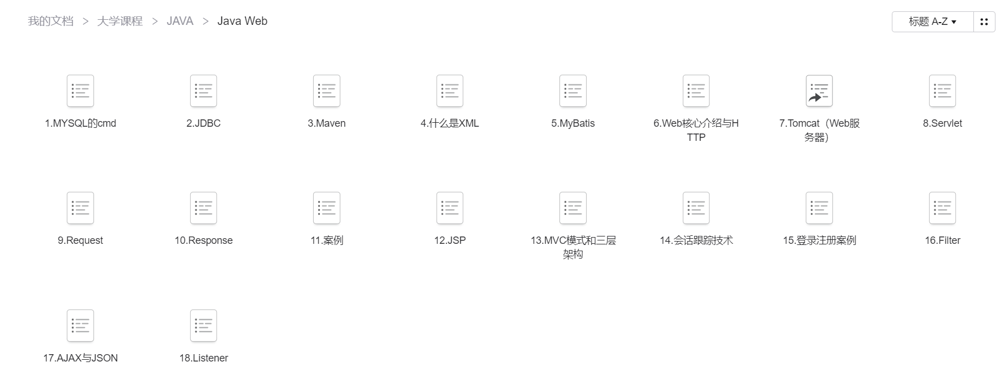 我的文档 > 大学课程 > JAVA > Java Web
标题 A-Z
1.MYSQL的cmd
2.JDBC
3.Maven
4.什么是XML
5.MyBatis
6.Web核心介绍与H
TTP
7.Tomcat（Web服
务器）
8.Servlet
9.Request
10.Response
11.案例
12.JSP
13.MVC模式和三层
架构
14.会话跟踪技术
15.登录注册案例
16.Filter
17.AJAX与JSON
18.Listener